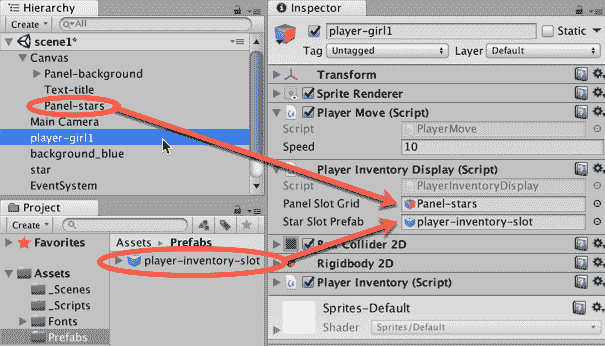 Hierarchy
Create
All
scene1*
Canvas
Panel-background
Text-title
Panel-stars
Main Camera
player-girl1
background_blue
star
EventSystem
Project
Create
Favorites
Assets
_Scenes
_Scripts
Fonts
Prefabs
Assets Prefabs
player-inventory-slot
Inspector
player-girl1 Static
Tag Untagged Layer Default
Transform
Sprite Renderer
Player Move (Script)
Script PlayerMove
Speed 10
Player Inventory Display (Script)
Script PlayerInventoryDisplay
Panel Slot Grid Panel-stars
Star Slot Prefab player-inventory-slot
Collider 2D
Rigidbody 2D
Player Inventory (Script)
Sprites-Default
Shader Sprites/Default